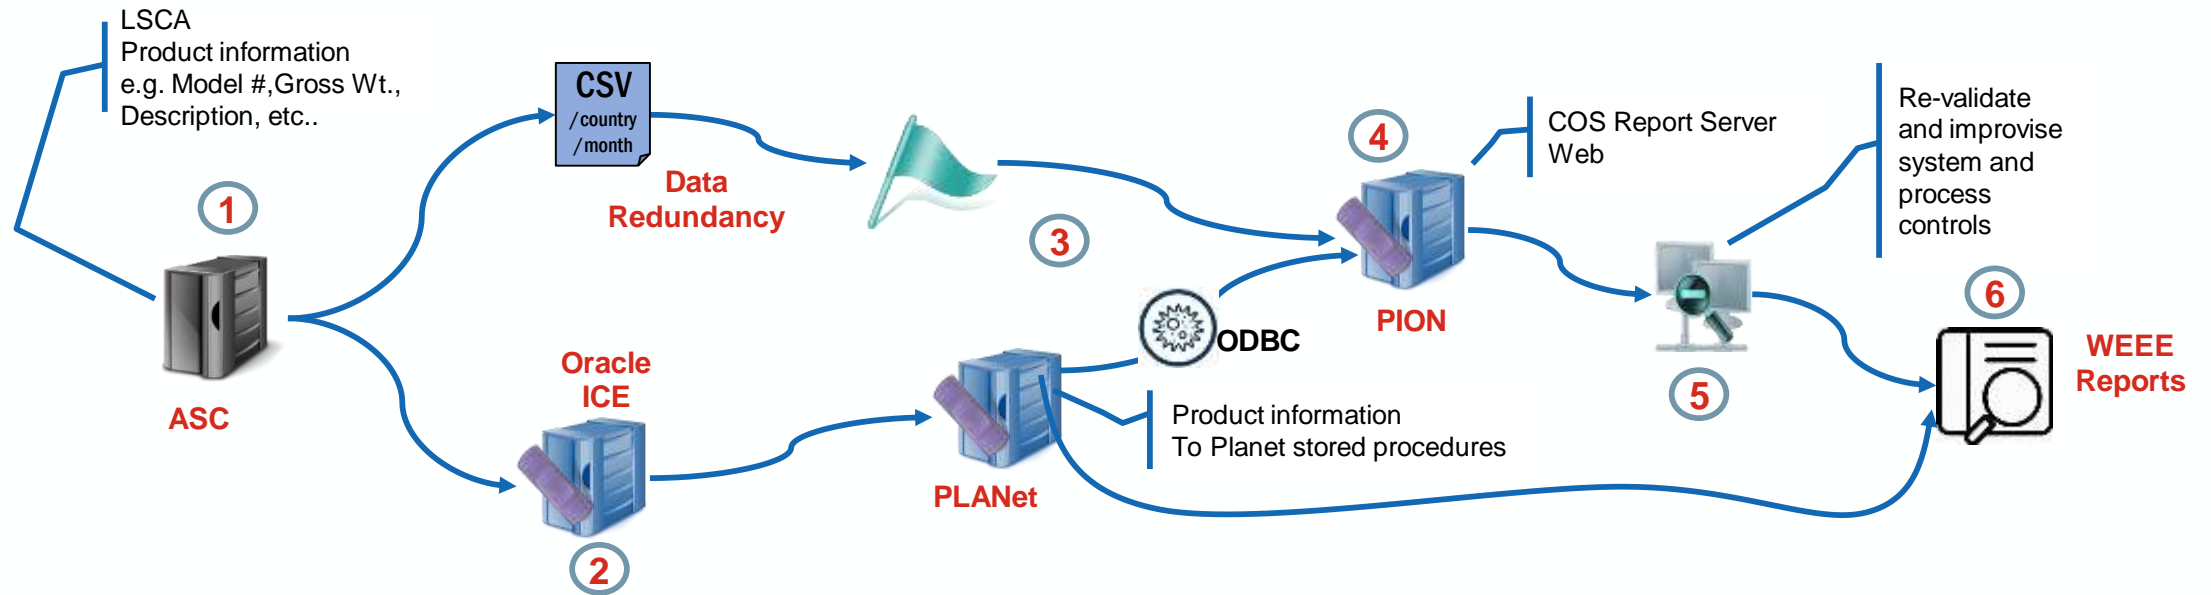 LSCA
Product information
e.g. Model #,Gross Wt.,
Description, etc..
1
ASC
CSV
/country
/month
Data
Redundancy
Oracle
ICE
2
3
PLANet
ODBC
Product information
To Planet stored procedures
4
PION
COS Report Server
Web
5
Re-validate
and improvise
system and
process
controls
6
WEEE
Reports